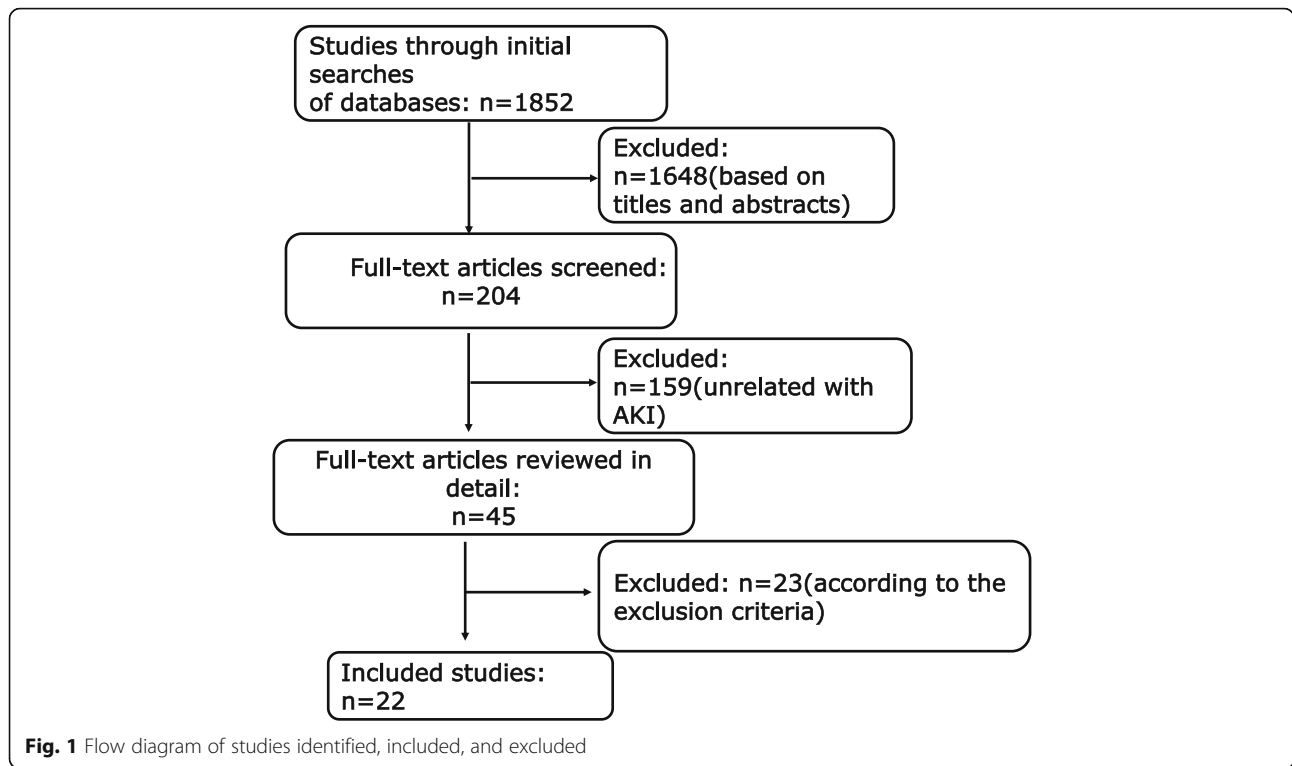 Studies through initial
searches
of databases: n=1852
Excluded:
n=1648(based on
titles and abstracts)
Full-text articles screened:
n=204
Excluded:
n=159(unrelated with
AKI)
Full-text articles reviewed in
detail:
n=45
Excluded: n=23(according to the
exclusion criteria)
Included studies:
n=22
Fig. 1 Flow diagram of studies identified, included, and excluded